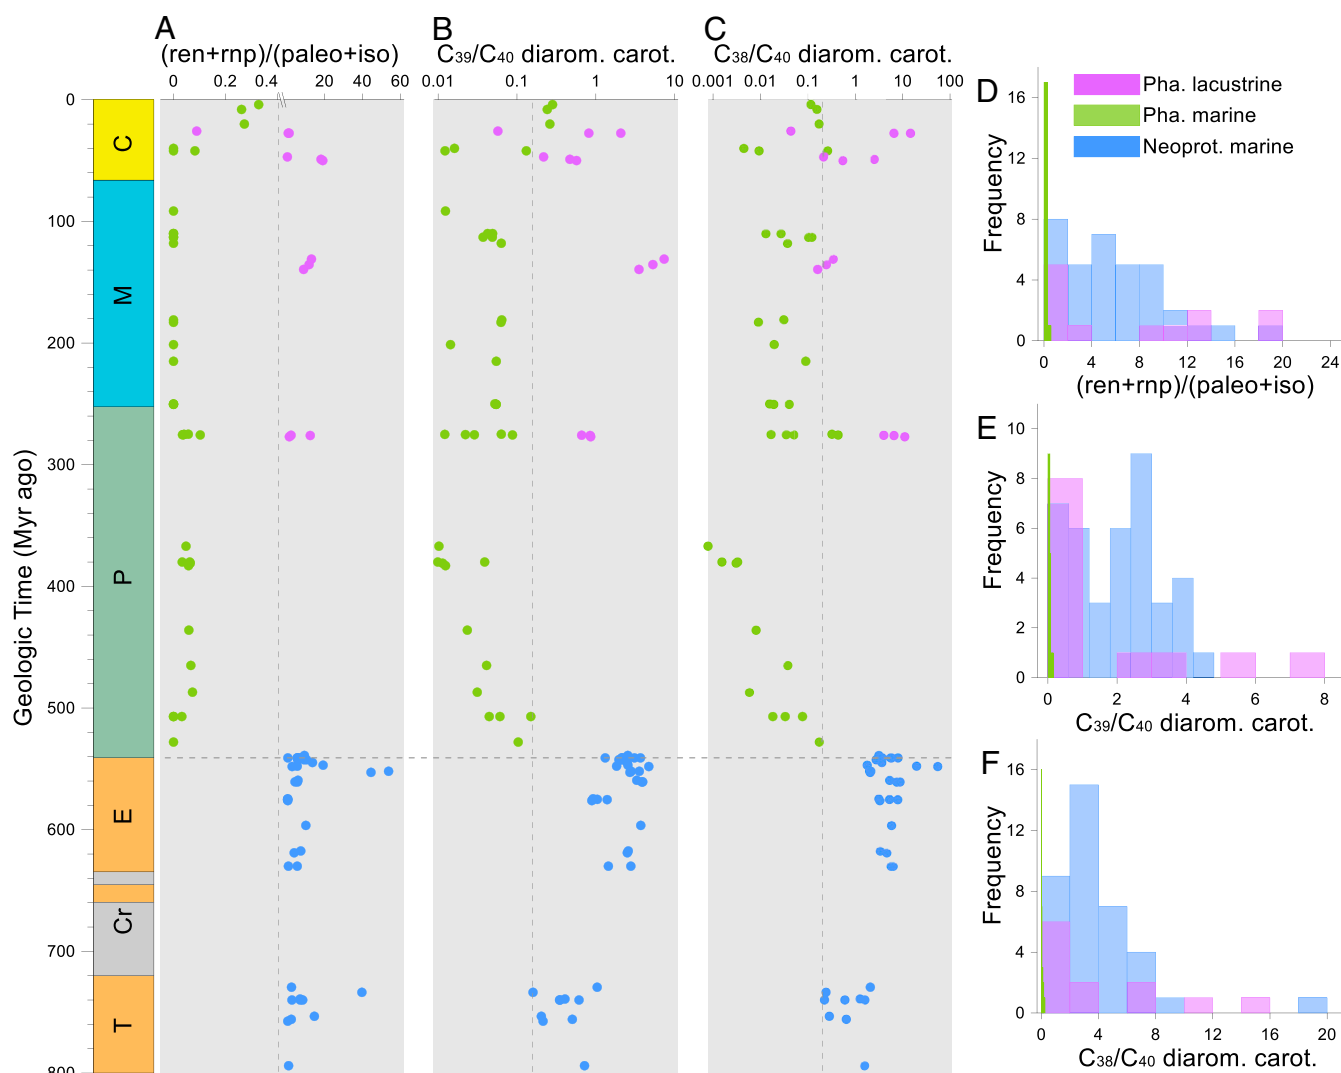 A
(ren+rnp)/(paleo+iso)
0 0.2 0.4 20 40 60
B
C39/C40 diarom. carot.
0.01 0.1 1 10
C
C38/C40 diarom. carot.
0.001 0.01 0.1 1 10 100
Geologic Time (Myr ago)
0
100
200
300
400
500
600
700
800
C
M
P
E
Cr
T
D
Pha. lacustrine
Pha. marine
Neoprot. marine
Frequency
16
12
8
4
0
0 4 8 12 16 20 24
(ren+rnp)/(paleo+iso)
E
Frequency
10
8
6
4
2
0
0 2 4 6 8
C39/C40 diarom. carot.
F
Frequency
16
12
8
4
0
0 4 8 12 16 20
C38/C40 diarom. carot.